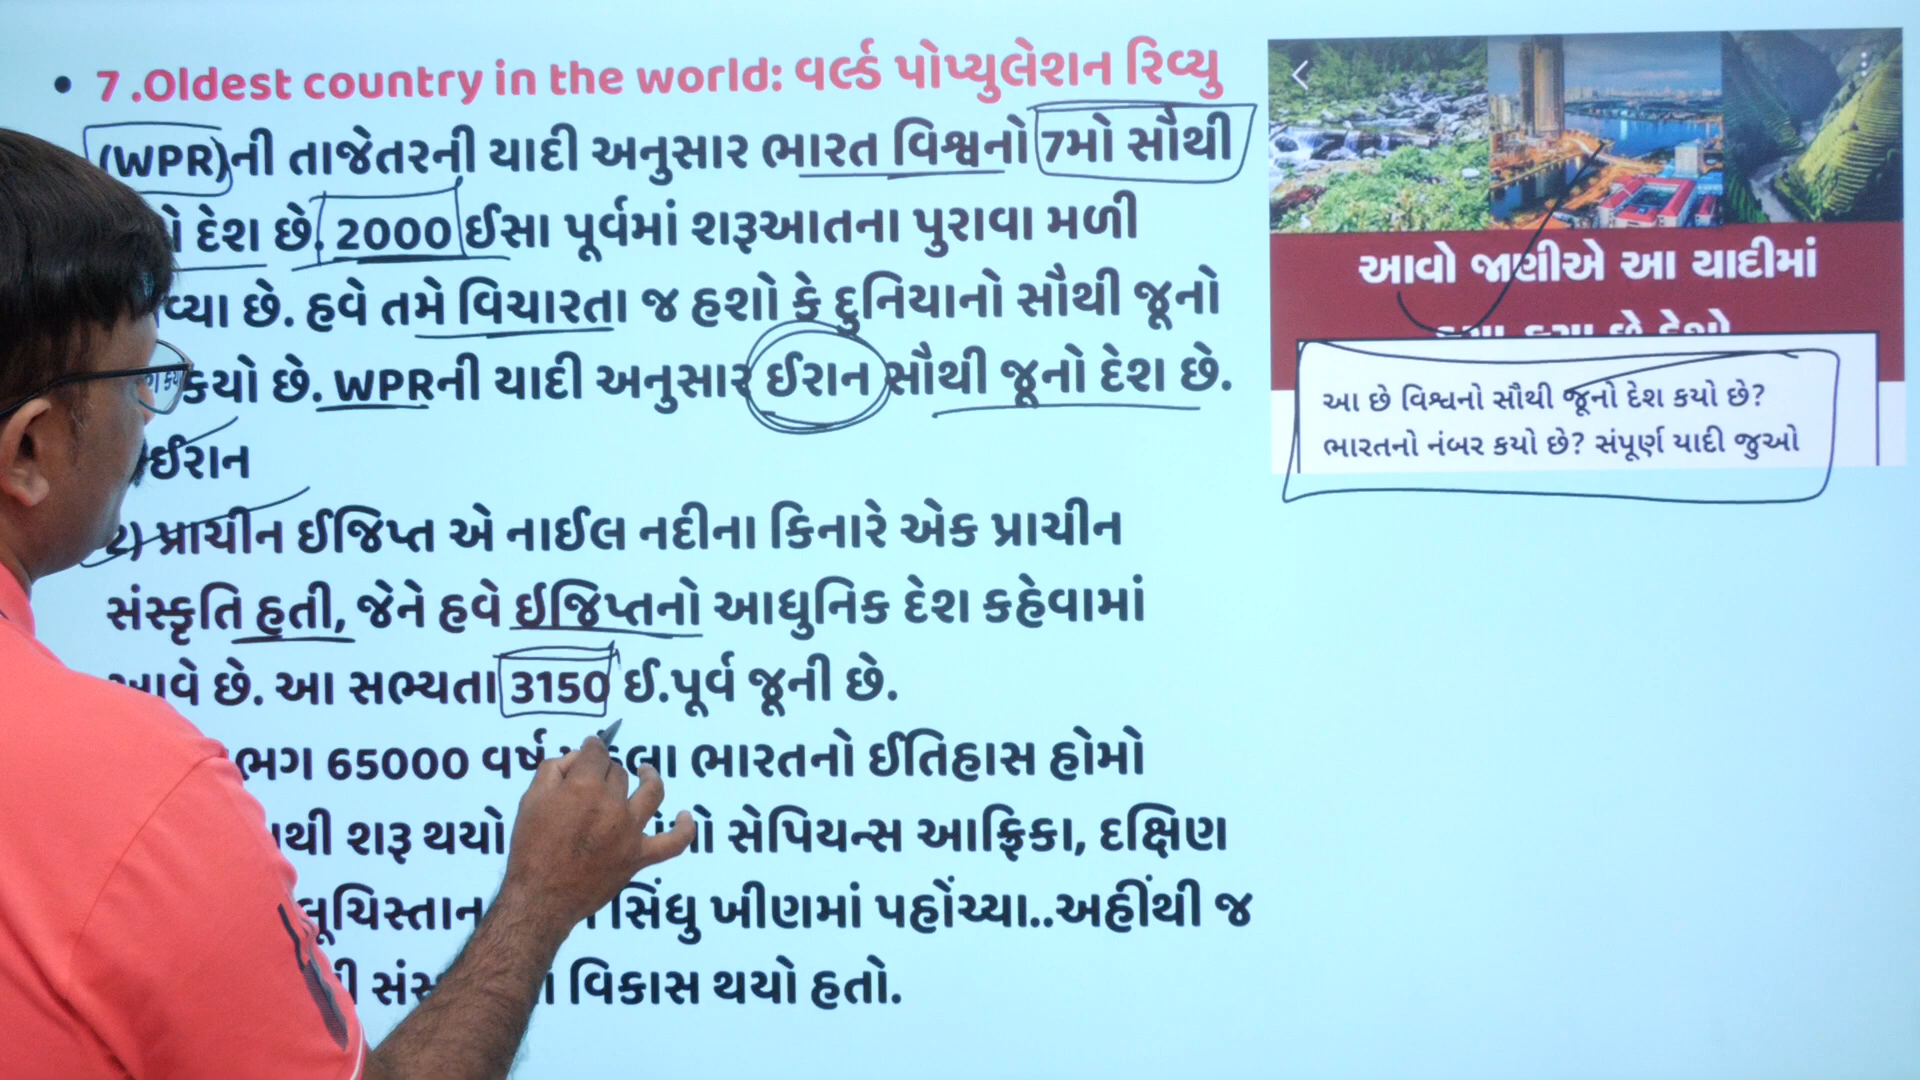 7 .Oldest country in the world: વર્લ્ડ પોપ્યુલેશન રિવ્યુ
(WPR)ની તાજેતરની યાદી અનુસાર ભારત વિશ્વનો 7મો સૌથી
દેશ છે. 2000 ઈસા પૂર્વમાં શરૂઆતના પુરાવા મળી
છે. હવે તમે વિચારતા જ હશો કે દુનિયાનો સૌથી જૂનો
કયો છે. WPRની યાદી અનુસાર ઈરાન સૌથી જૂનો દેશ છે.
ઈરાન
2) પ્રાચીન ઈજિપ્ત એ નાઈલ નદીના કિનારે એક પ્રાચીન
સંસ્કૃતિ હતી, જેને હવે ઇજિપ્તનો આધુનિક દેશ કહેવામાં
આવે છે. આ સભ્યતા 3150 ઈ.પૂર્વ જૂની છે.
65000 વર્ષ ભારતનો ઈતિહાસ હોમો
થી શરૂ થયો સેપિયન્સ આફ્રિકા, દક્ષિણ
સિંધુ ખીણમાં પહોંચ્યા..અહીંથી જ
વિકાસ થયો હતો.
આવો જાણીએ આ યાદીમાં
આ છે વિશ્વનો સૌથી જૂનો દેશ કયો છે?
ભારતનો નંબર કયો છે? સંપૂર્ણ યાદી જુઓ